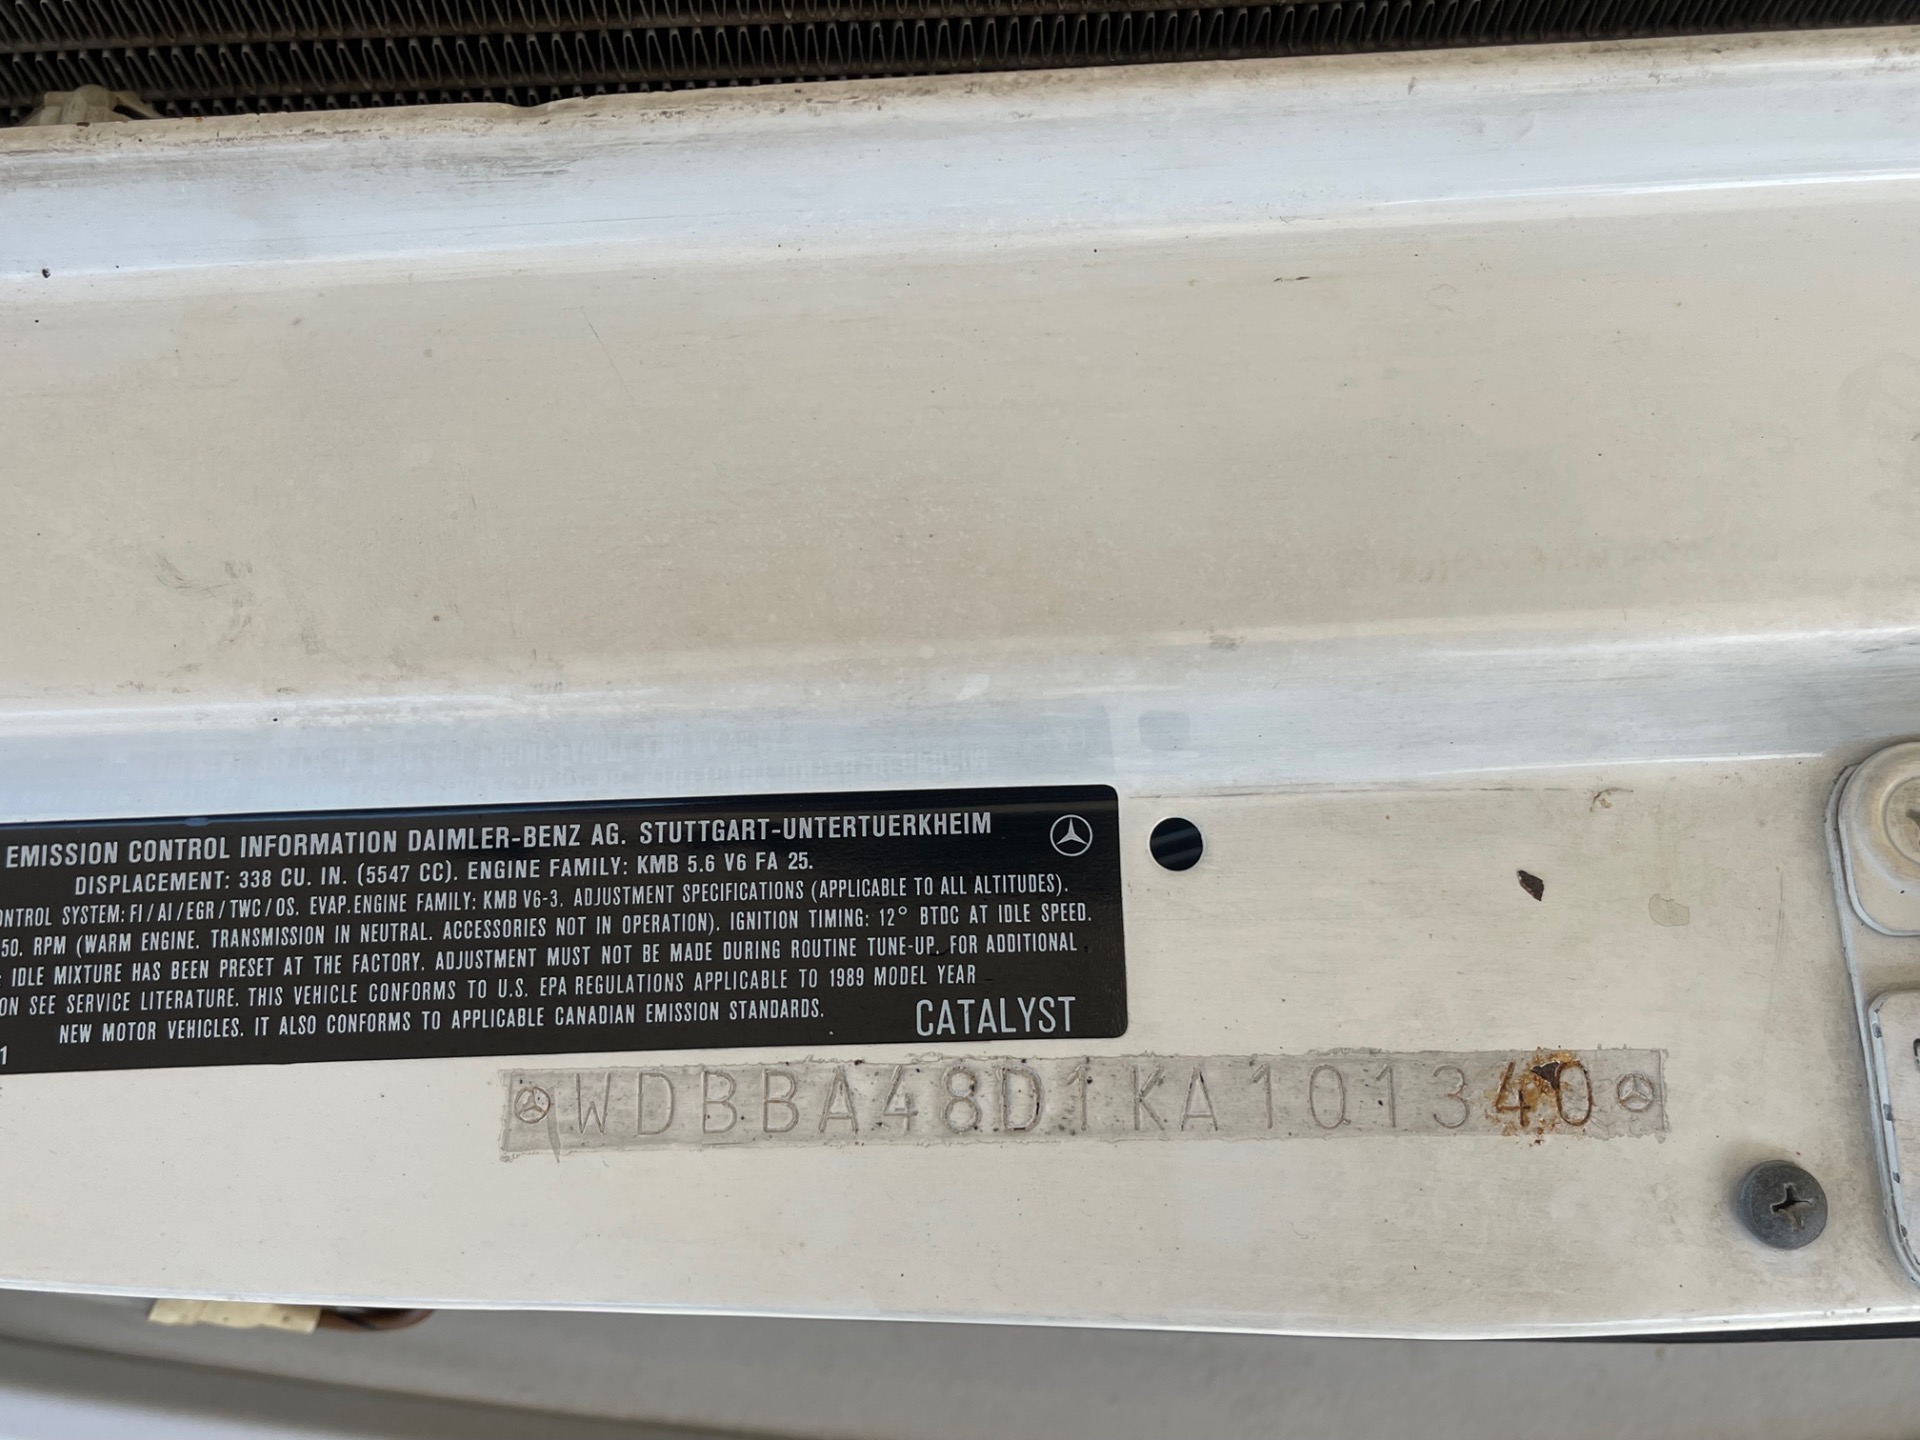 EMISSION CONTROL INFORMATION DAIMLER-BENZ AG. STUTTGART-UNTERTUERKHEIM
DISPLACEMENT: 338 CU. IN. (5547 CC). ENGINE FAMILY: KMB 5.6 V6 FA 25.
ONTROL SYSTEM: FI/AI/EGR/TWC/OS. EVAP. ENGINE FAMILY: KMB V6-3. ADJUSTMENT SPECIFICATIONS (APPLICABLE TO ALL ALTITUDES).
50. RPM (WARM ENGINE. TRANSMISSION IN NEUTRAL. ACCESSORIES NOT IN OPERATION). IGNITION TIMING: 12° BTDC AT IDLE SPEED.
: IDLE MIXTURE HAS BEEN PRESET AT THE FACTORY. ADJUSTMENT MUST NOT BE MADE DURING ROUTINE TUNE-UP. FOR ADDITIONAL
ON SEE SERVICE LITERATURE. THIS VEHICLE CONFORMS TO U.S. EPA REGULATIONS APPLICABLE TO 1989 MODEL YEAR
NEW MOTOR VEHICLES. IT ALSO CONFORMS TO APPLICABLE CANADIAN EMISSION STANDARDS.
CATALYST
1
WDBBA48D1KA101340